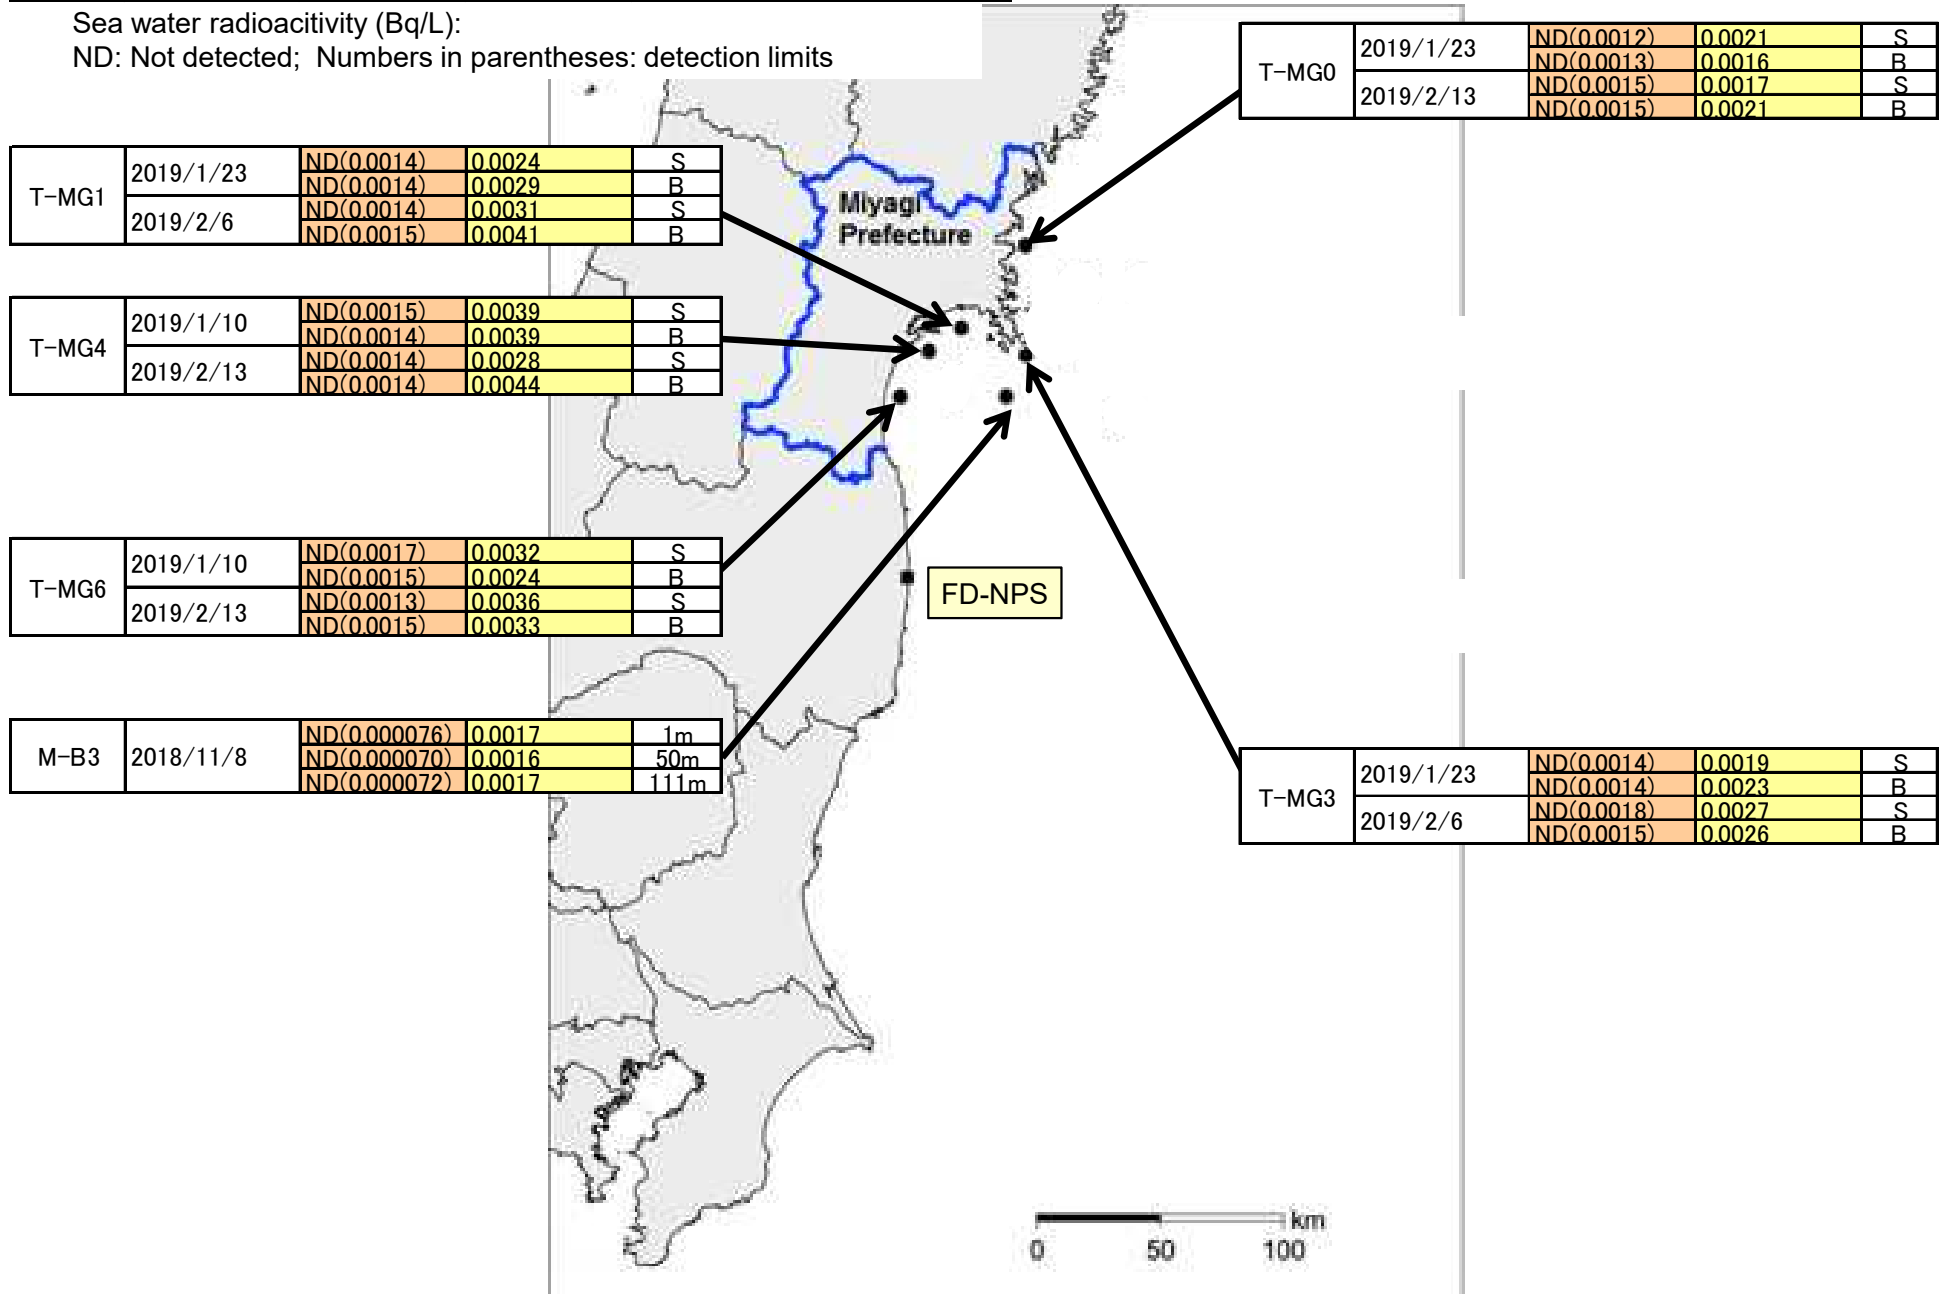 Sea water radioacitivity (Bq/L):
ND: Not detected; Numbers in parentheses: detection limits
T-MG0
2019/1/23 ND(0.0012) 0.0021 S
ND(0.0013) 0.0016 B
2019/2/13 ND(0.0015) 0.0017 S
ND(0.0015) 0.0021 B
T-MG1
2019/1/23 ND(0.0014) 0.0024 S
ND(0.0014) 0.0029 B
2019/2/6 ND(0.0014) 0.0031 S
ND(0.0015) 0.0041 B
Miyagi
Prefecture
T-MG4
2019/1/10 ND(0.0015) 0.0039 S
ND(0.0014) 0.0039 B
2019/2/13 ND(0.0014) 0.0028 S
ND(0.0014) 0.0044 B
T-MG6
2019/1/10 ND(0.0017) 0.0032 S
ND(0.0015) 0.0024 B
2019/2/13 ND(0.0013) 0.0036 S
ND(0.0015) 0.0033 B
FD-NPS
M-B3
2018/11/8 ND(0.000076) 0.0017 1m
ND(0.000070) 0.0016 50m
ND(0.000072) 0.0017 111m
T-MG3
2019/1/23 ND(0.0014) 0.0019 S
ND(0.0014) 0.0023 B
2019/2/6 ND(0.0018) 0.0027 S
ND(0.0015) 0.0026 B
km
0 50 100